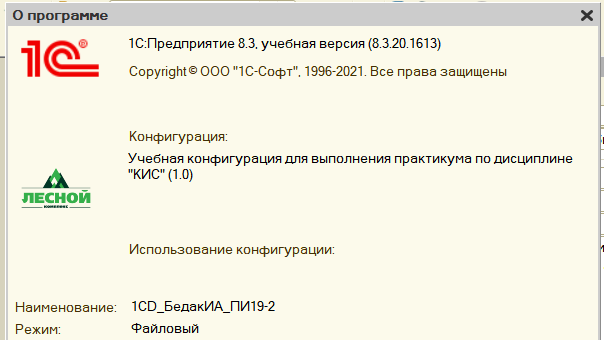 О программе
1С
1С:Предприятие 8.3, учебная версия (8.3.20.1613)
Copyright © ООО "1С-Софт", 1996-2021. Все права защищены
Конфигурация:
Учебная конфигурация для выполнения практикума по дисциплине
"КИС" (1.0)
ЛЕСНОЙ
КОМПЛЕКС
Использование конфигурации:
Наименование: 1CD_БедакИА_ПИ19-2
Режим: Файловый